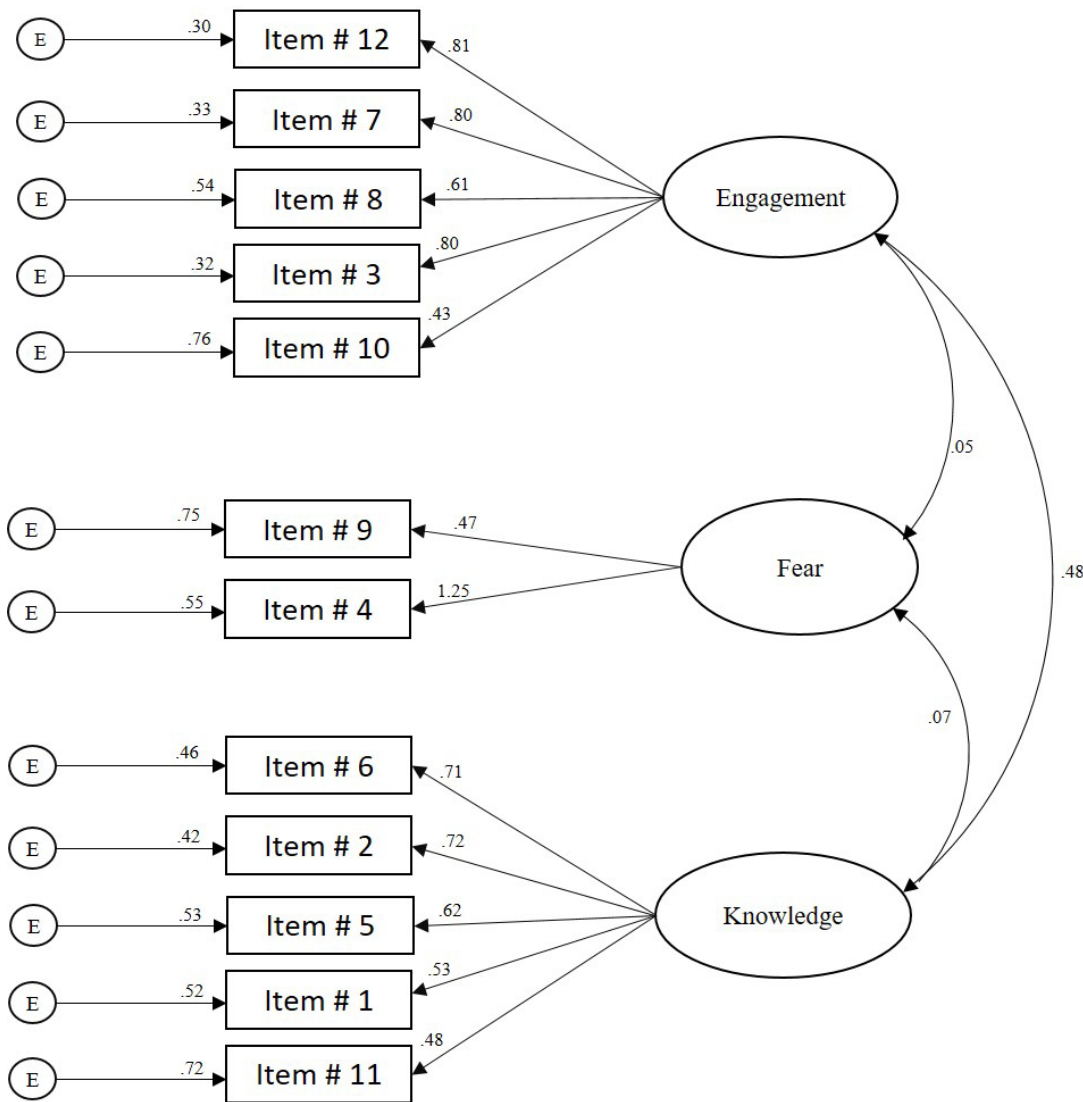 E .30 Item # 12 .81
E .33 Item # 7 .80
E .54 Item # 8 .61
E .32 Item # 3 .80
E .76 Item # 10 .43
Engagement
.05
.48
E .75 Item # 9 .47
E .55 Item # 4 1.25
Fear
.07
E .46 Item # 6 .71
E .42 Item # 2 .72
E .53 Item # 5 .62
E .52 Item # 1 .53
E .72 Item # 11 .48
Knowledge